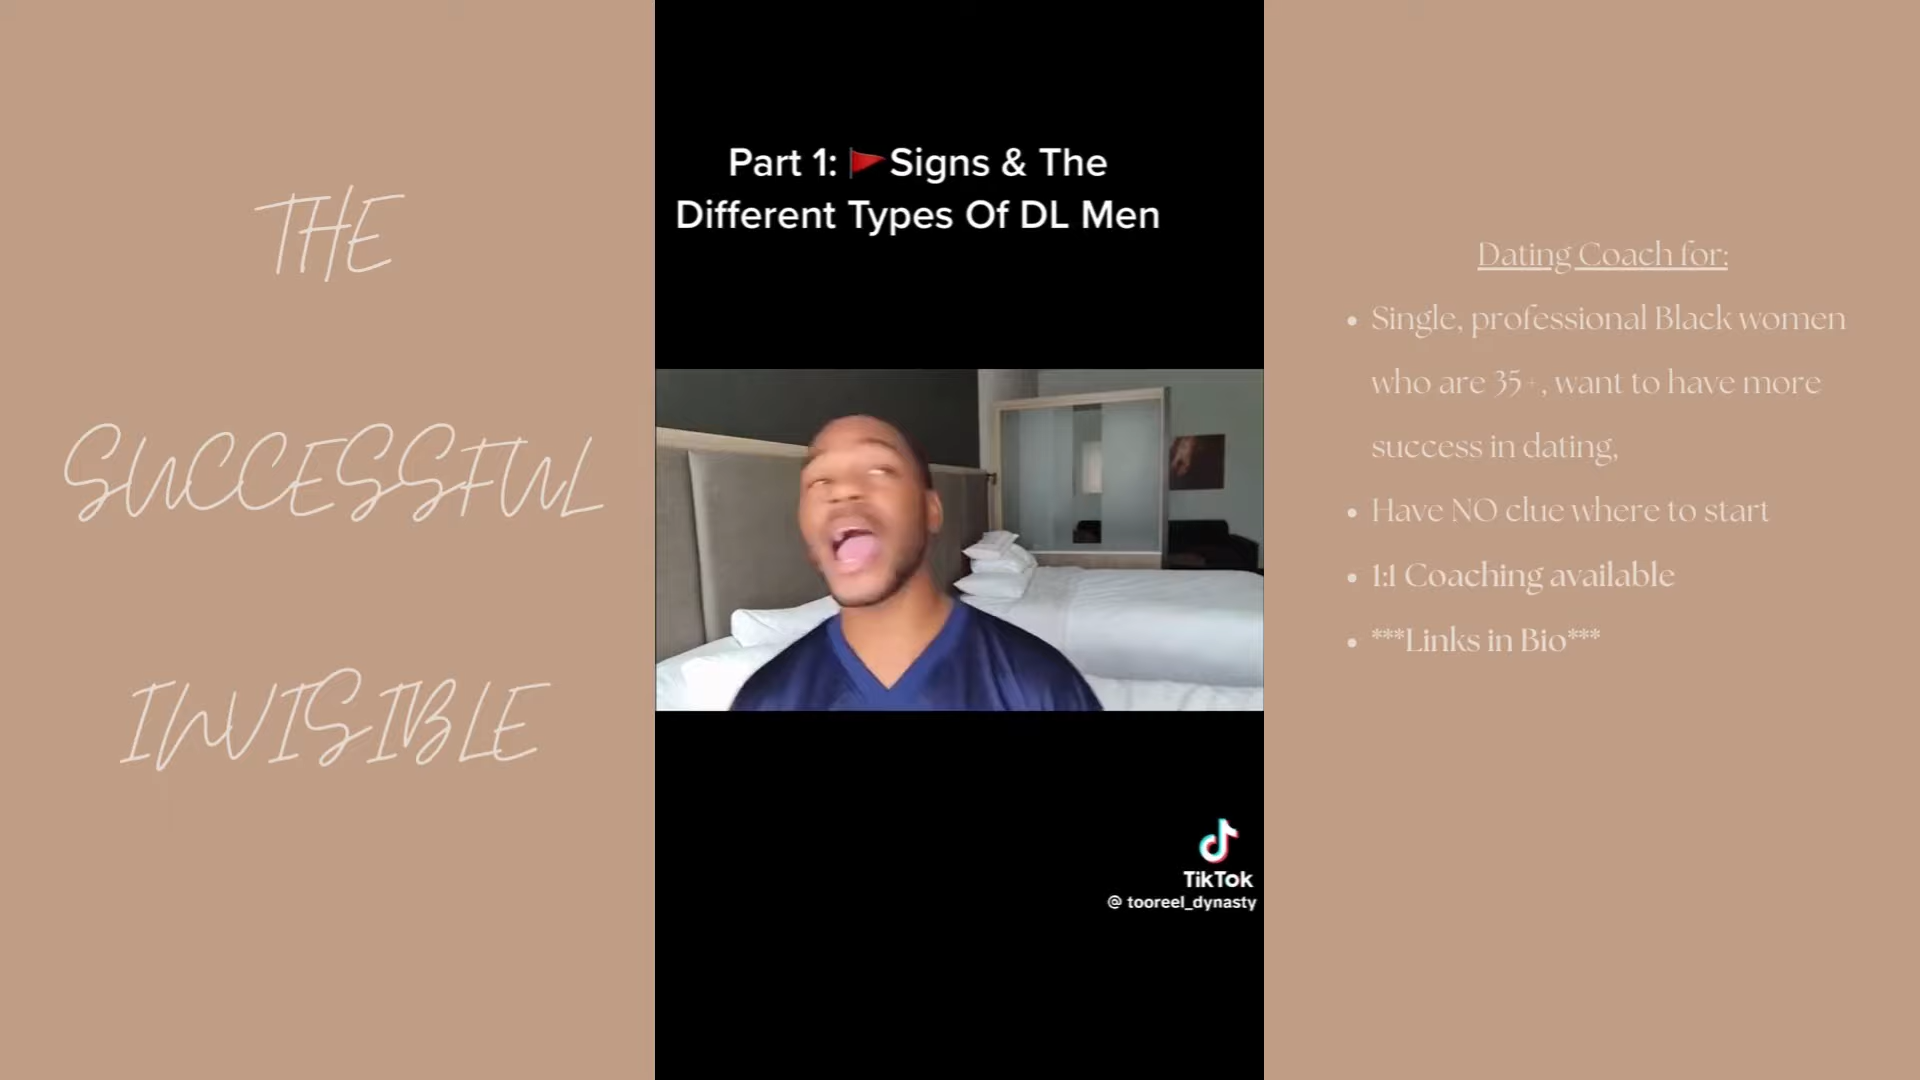 THE
SUCCESSFUL
INVISIBLE
Part 1: 🚩Signs & The
Different Types Of DL Men
TikTok
@ tooreel_dynasty
Dating Coach for:
• Single, professional Black women
who are 35+, want to have more
success in dating,
• Have NO clue where to start
• 1:1 Coaching available
• ***Links in Bio***